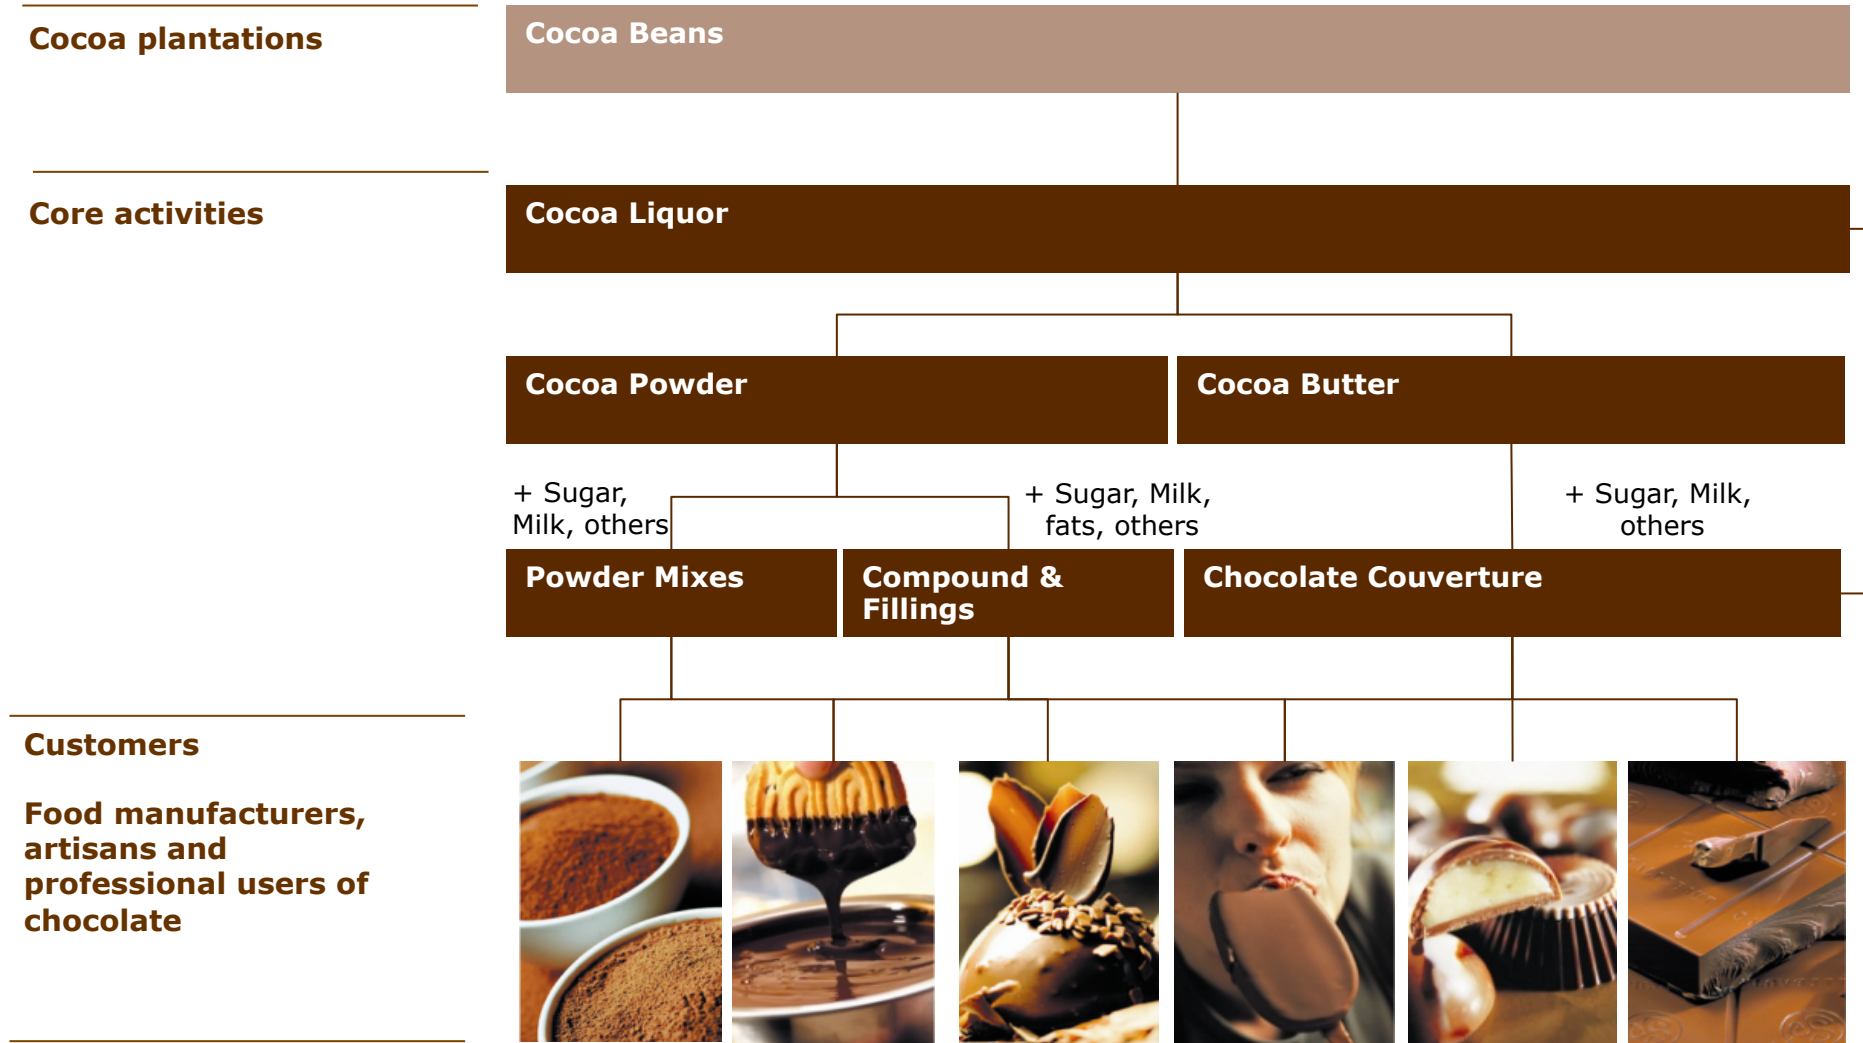 Cocoa plantations
Cocoa Beans
Core activities
Cocoa Liquor
Cocoa Powder
Cocoa Butter
+ Sugar,
Milk, others
+ Sugar, Milk,
fats, others
+ Sugar, Milk,
others
Powder Mixes
Compound &
Fillings
Chocolate Couverture
Customers
Food manufacturers,
artisans and
professional users of
chocolate